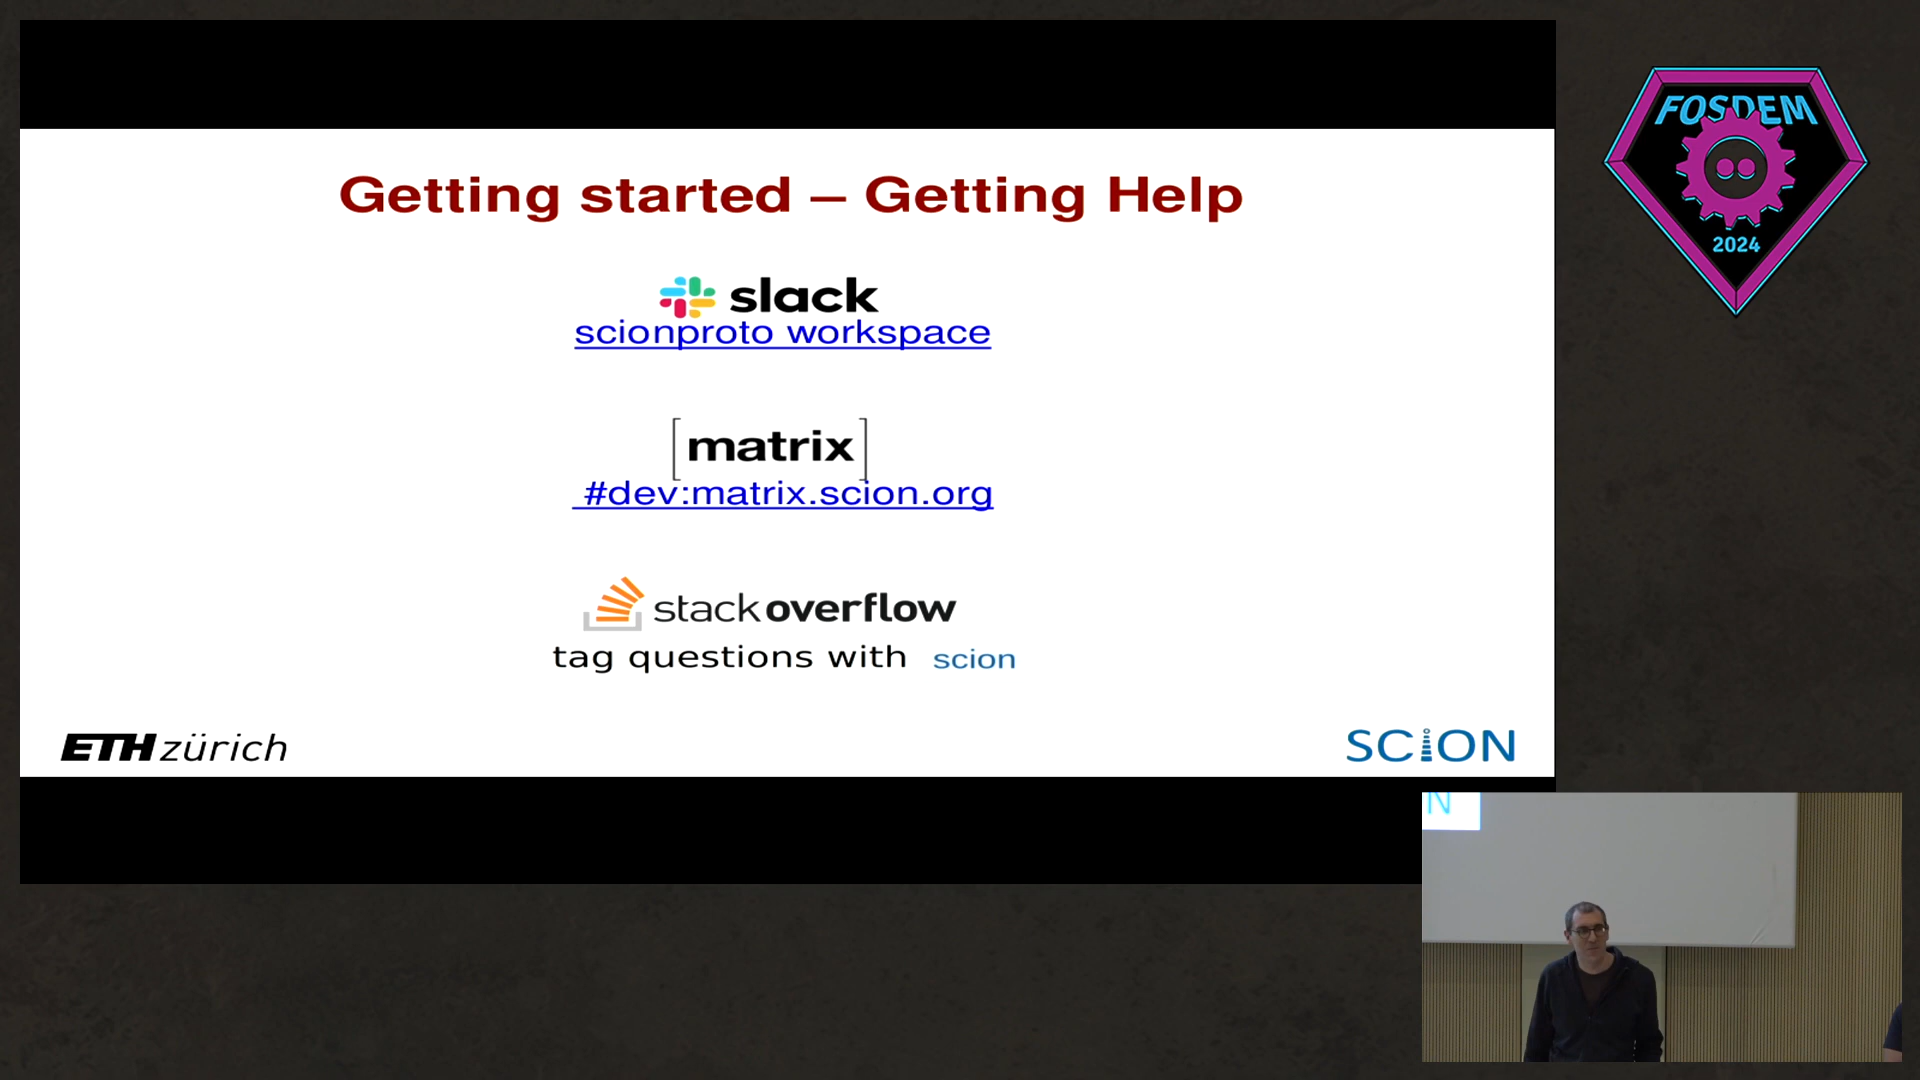 FOSDEM
2024
Getting started – Getting Help
slack
scionproto workspace
[matrix]
#dev:matrix.scion.org
stackoverflow
tag questions with scion
ETH zürich
SCION
N